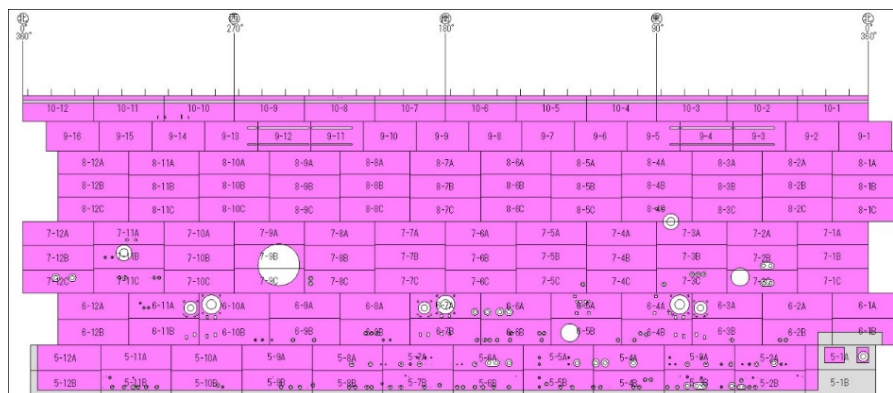 北 西 南 東 北
0° 270° 180° 90° 0°
360° 360°
10-12 10-11 10-10 10-9 10-8 10-7 10-6 10-5 10-4 10-3 10-2 10-1
9-16 9-15 9-14 9-13 9-12 9-11 9-10 9-9 9-8 9-7 9-6 9-5 9-4 9-3 9-2 9-1
8-12A 8-11A 8-10A 8-9A 8-8A 8-7A 8-6A 8-5A 8-4A 8-3A 8-2A 8-1A
8-12B 8-11B 8-10B 8-9B 8-8B 8-7B 8-6B 8-5B 8-4B 8-3B 8-2B 8-1B
8-12C 8-11C 8-10C 8-9C 8-8C 8-7C 8-6C 8-5C 8-4C 8-3C 8-2C 8-1C
7-12A 7-11A 7-10A 7-9A 7-8A 7-7A 7-6A 7-5A 7-4A 7-3A 7-2A 7-1A
7-12B 7-11B 7-10B 7-9B 7-8B 7-7B 7-6B 7-5B 7-4B 7-3B 7-2B 7-1B
7-12C 7-11C 7-10C 7-9C 7-8C 7-7C 7-6C 7-5C 7-4C 7-3C 7-2C 7-1C
6-12A 6-11A 6-10A 6-9A 6-8A 6-7A 6-6A 6-5A 6-4A 6-3A 6-2A 6-1A
6-12B 6-11B 6-10B 6-9B 6-8B 6-7B 6-6B 6-5B 6-4B 6-3B 6-2B 6-1B
5-12A 5-11A 5-10A 5-9A 5-8A 5-7A 5-6A 5-5A 5-4A 5-3A 5-2A 5-1A
5-12B 5-11B 5-10B 5-9B 5-8B 5-7B 5-6B 5-5B 5-4B 5-3B 5-2B 5-1B